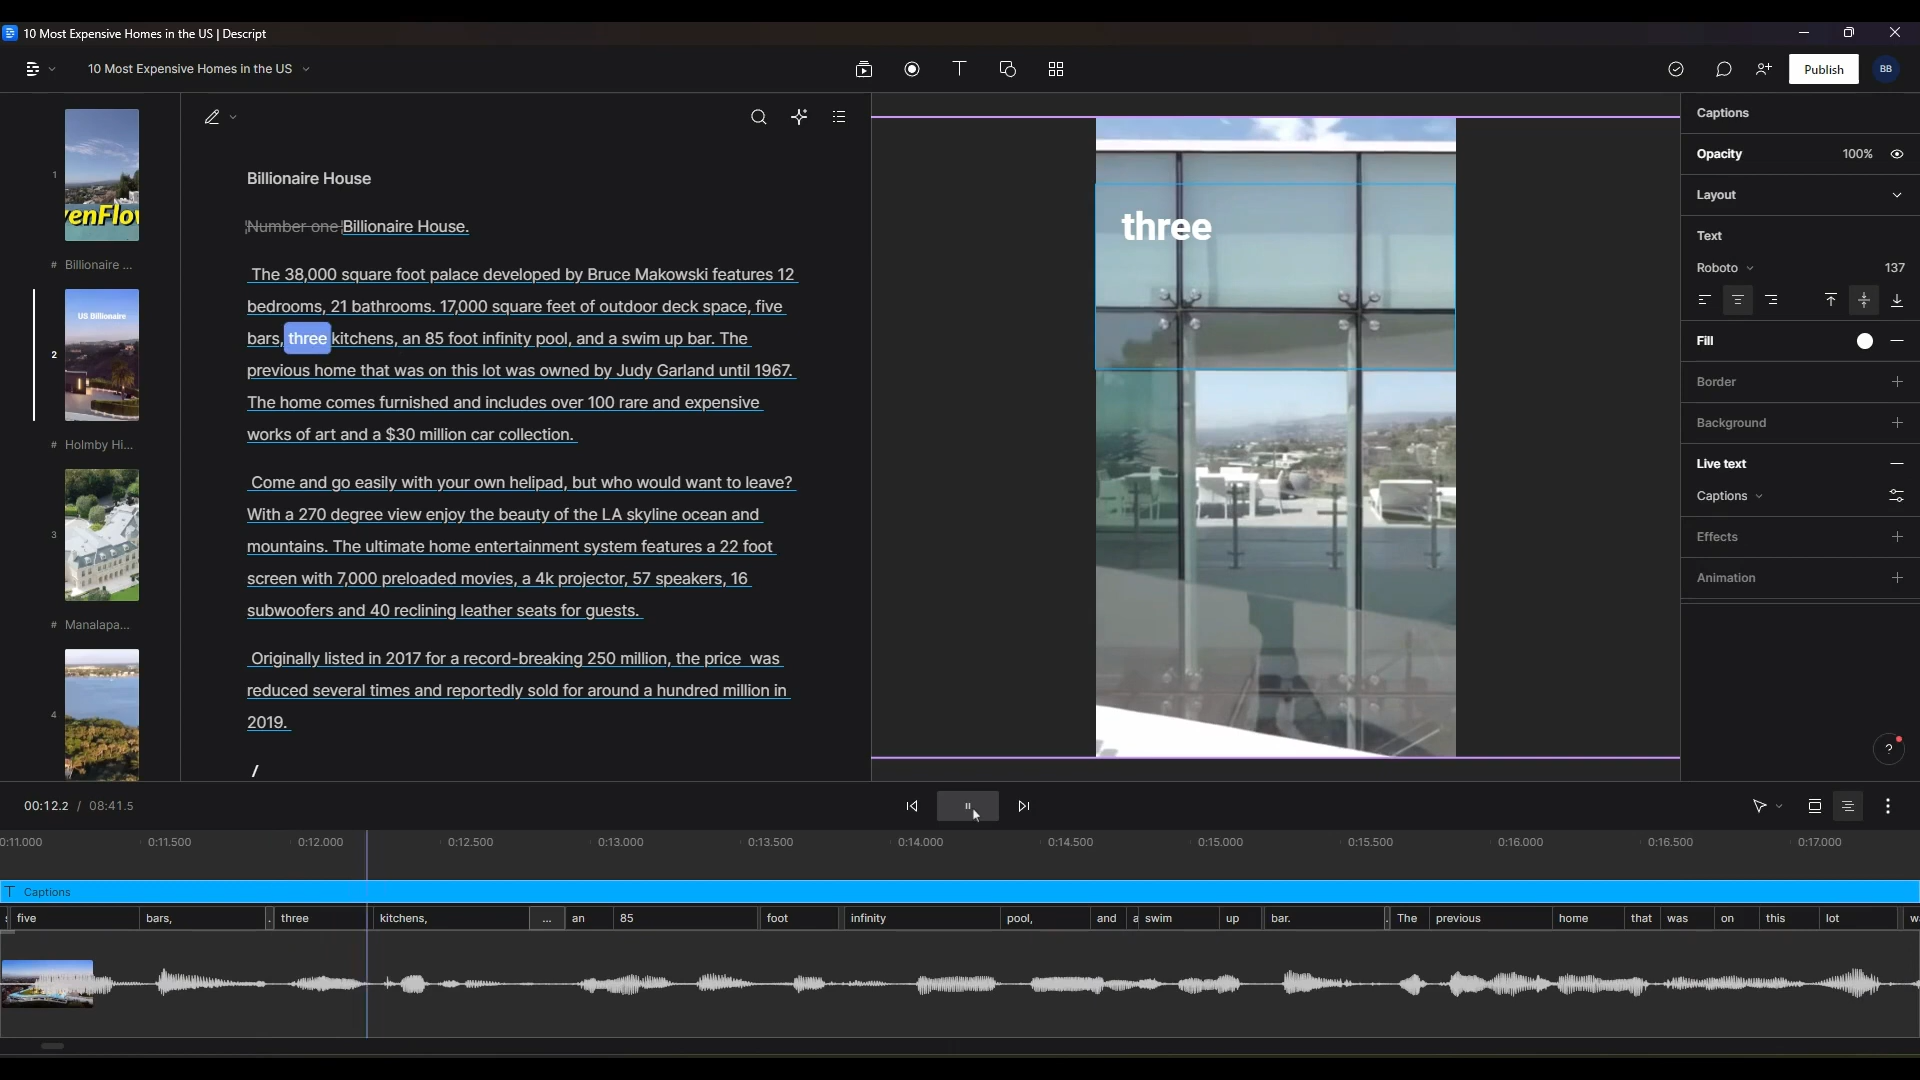 10 Most Expensive Homes in the US | Descript
10 Most Expensive Homes in the US
Publish
BB
1
enFlo
# Billionaire ...
US Billionaire
2
# Holmby Hi...
3
# Manalapa...
4
Billionaire House
Number one Billionaire House.
The 38,000 square foot palace developed by Bruce Makowski features 12
bedrooms, 21 bathrooms. 17,000 square feet of outdoor deck space, five
bars, three kitchens, an 85 foot infinity pool, and a swim up bar. The
previous home that was on this lot was owned by Judy Garland until 1967.
The home comes furnished and includes over 100 rare and expensive
works of art and a $30 million car collection.
Come and go easily with your own helipad, but who would want to leave?
With a 270 degree view enjoy the beauty of the LA skyline ocean and
mountains. The ultimate home entertainment system features a 22 foot
screen with 7,000 preloaded movies, a 4k projector, 57 speakers, 16
subwoofers and 40 reclining leather seats for guests.
Originally listed in 2017 for a record-breaking 250 million, the price was
reduced several times and reportedly sold for around a hundred million in
2019.
/
three
Captions
Opacity 100%
Layout
Text
Roboto 137
Fill
Border
Background
Live text
Captions
Effects
Animation
?
00:12.2 / 08:41.5
0:11.000 0:11.500 0:12.000 0:12.500 0:13.000 0:13.500 0:14.000 0:14.500 0:15.000 0:15.500 0:16.000 0:16.500 0:17.000
T Captions
five bars, . three kitchens, ... an 85 foot infinity pool, and a swim up bar. . The previous home that was on this lot